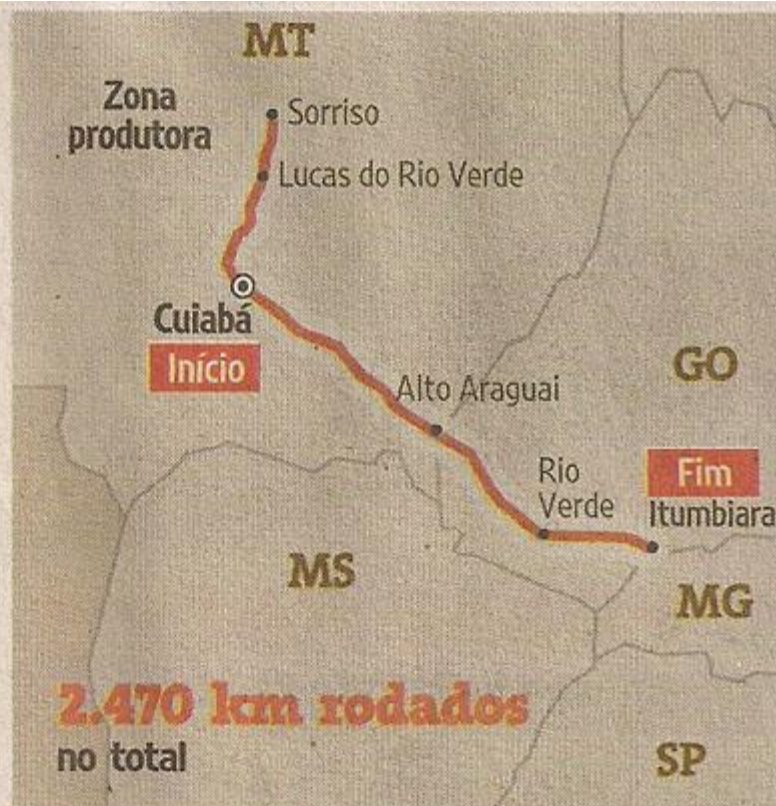 MT
Zona
produtora
Sorriso
Lucas do Rio Verde
Cuiabá
Início
Alto Araguai
GO
Rio
Verde
Fim
Itumbiara
MS
MG
2.470 km rodados
no total
SP